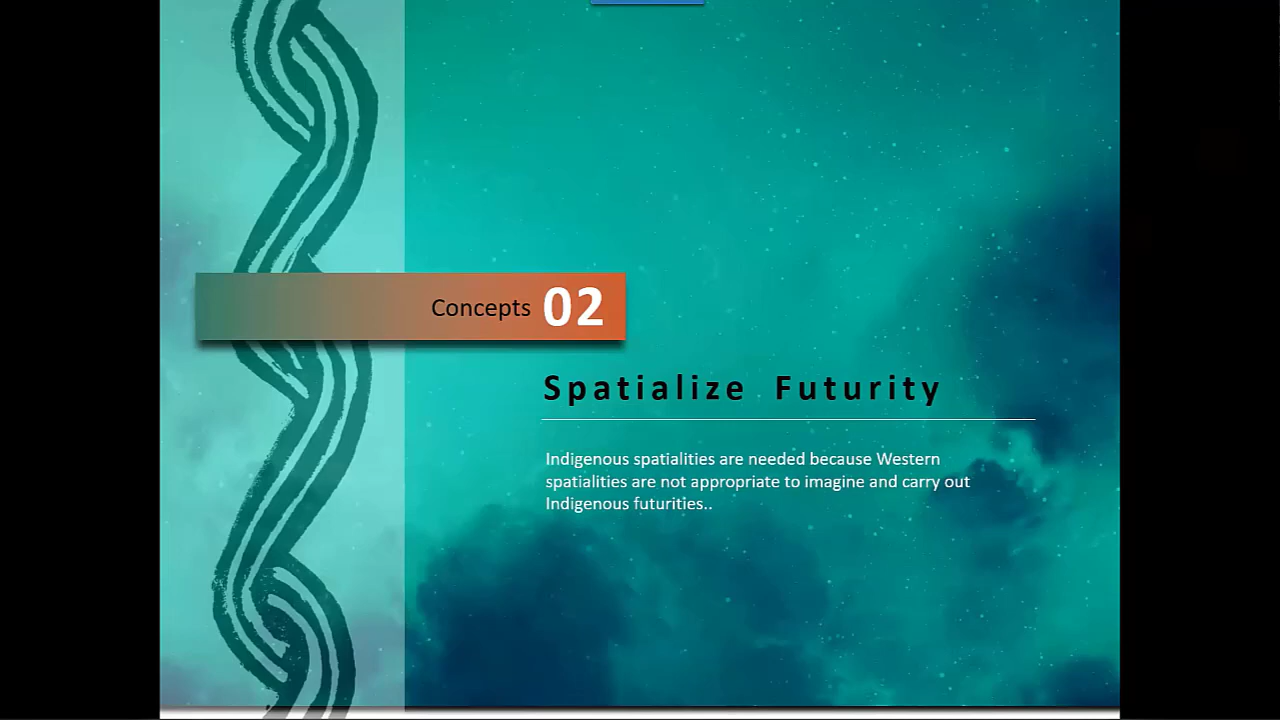 Concepts 02
Spatialize Futurity
Indigenous spatialities are needed because Western
spatialities are not appropriate to imagine and carry out
Indigenous futurities..